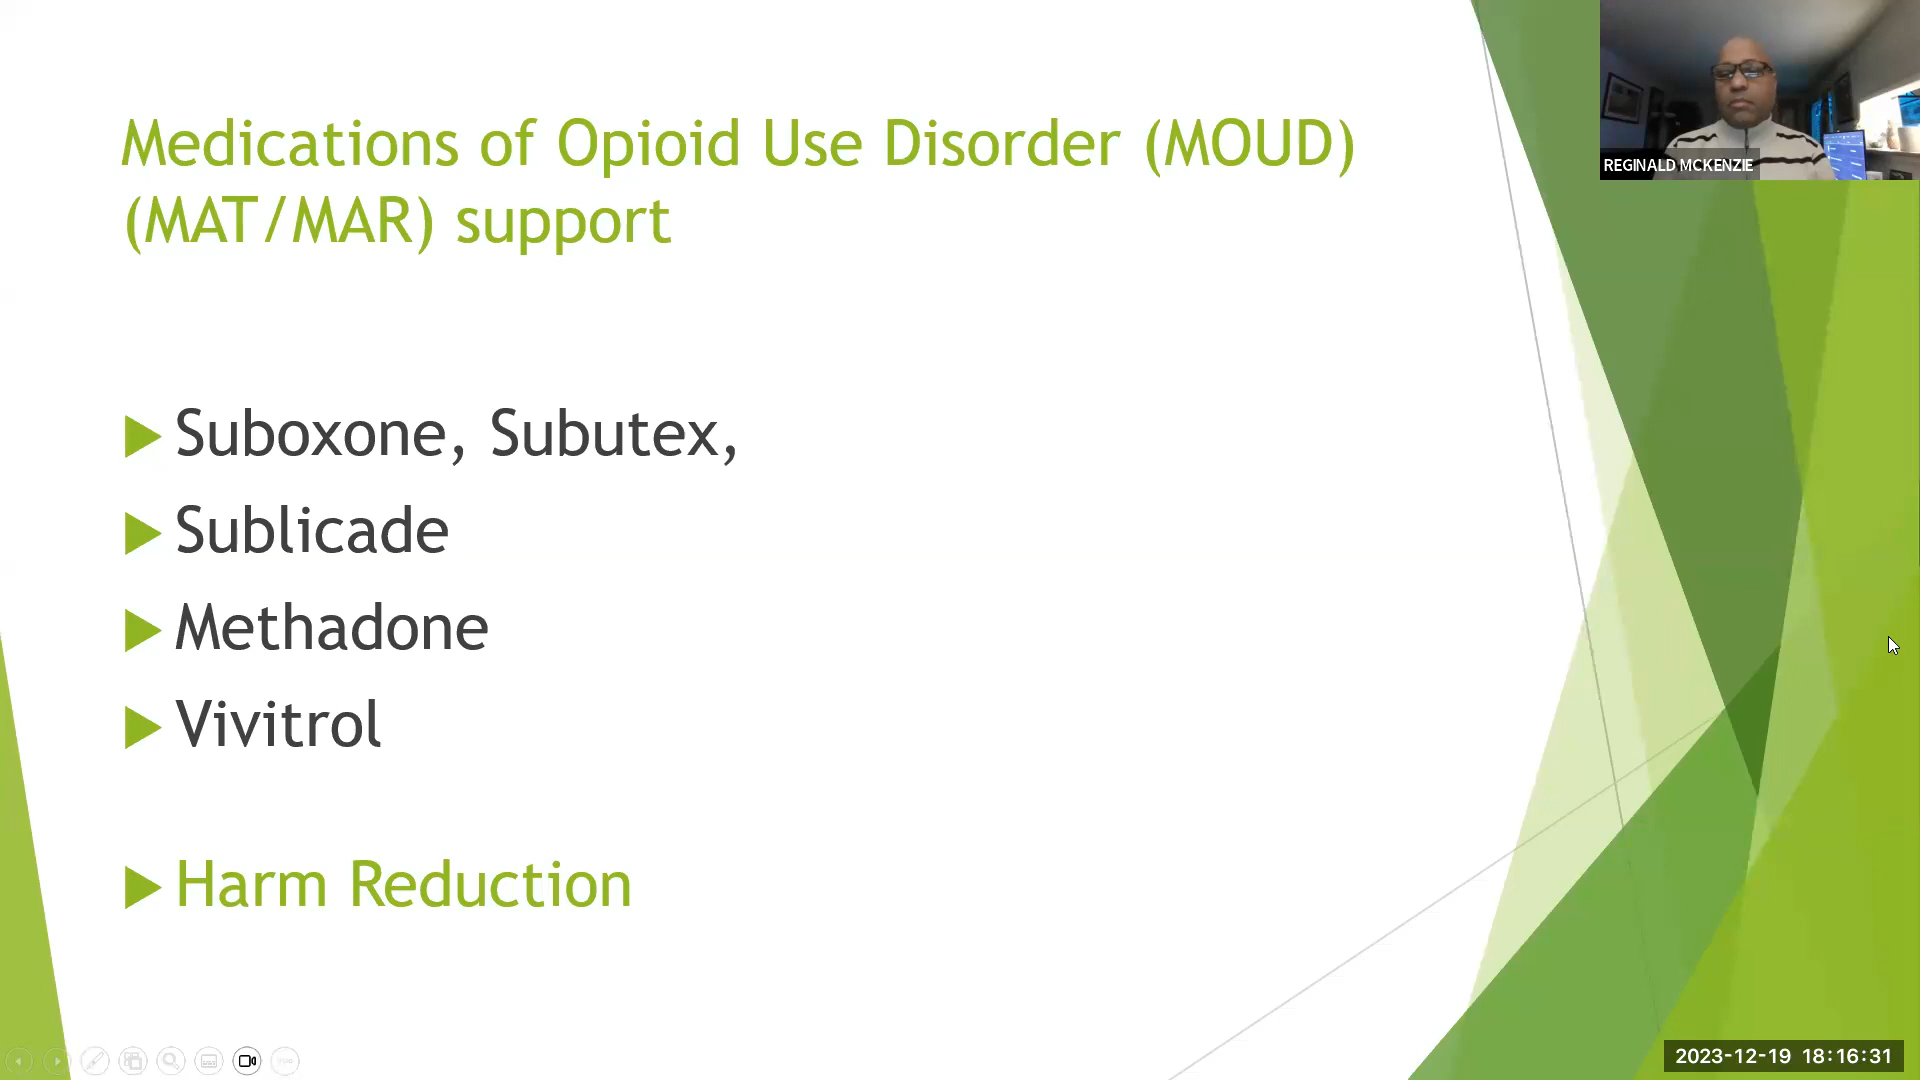 Medications of Opioid Use Disorder (MOUD)
(MAT/MAR) support
Suboxone, Subutex,
Sublicade
Methadone
Vivitrol
Harm Reduction
REGINALD MCKENZIE
2023-12-19 18:16:31